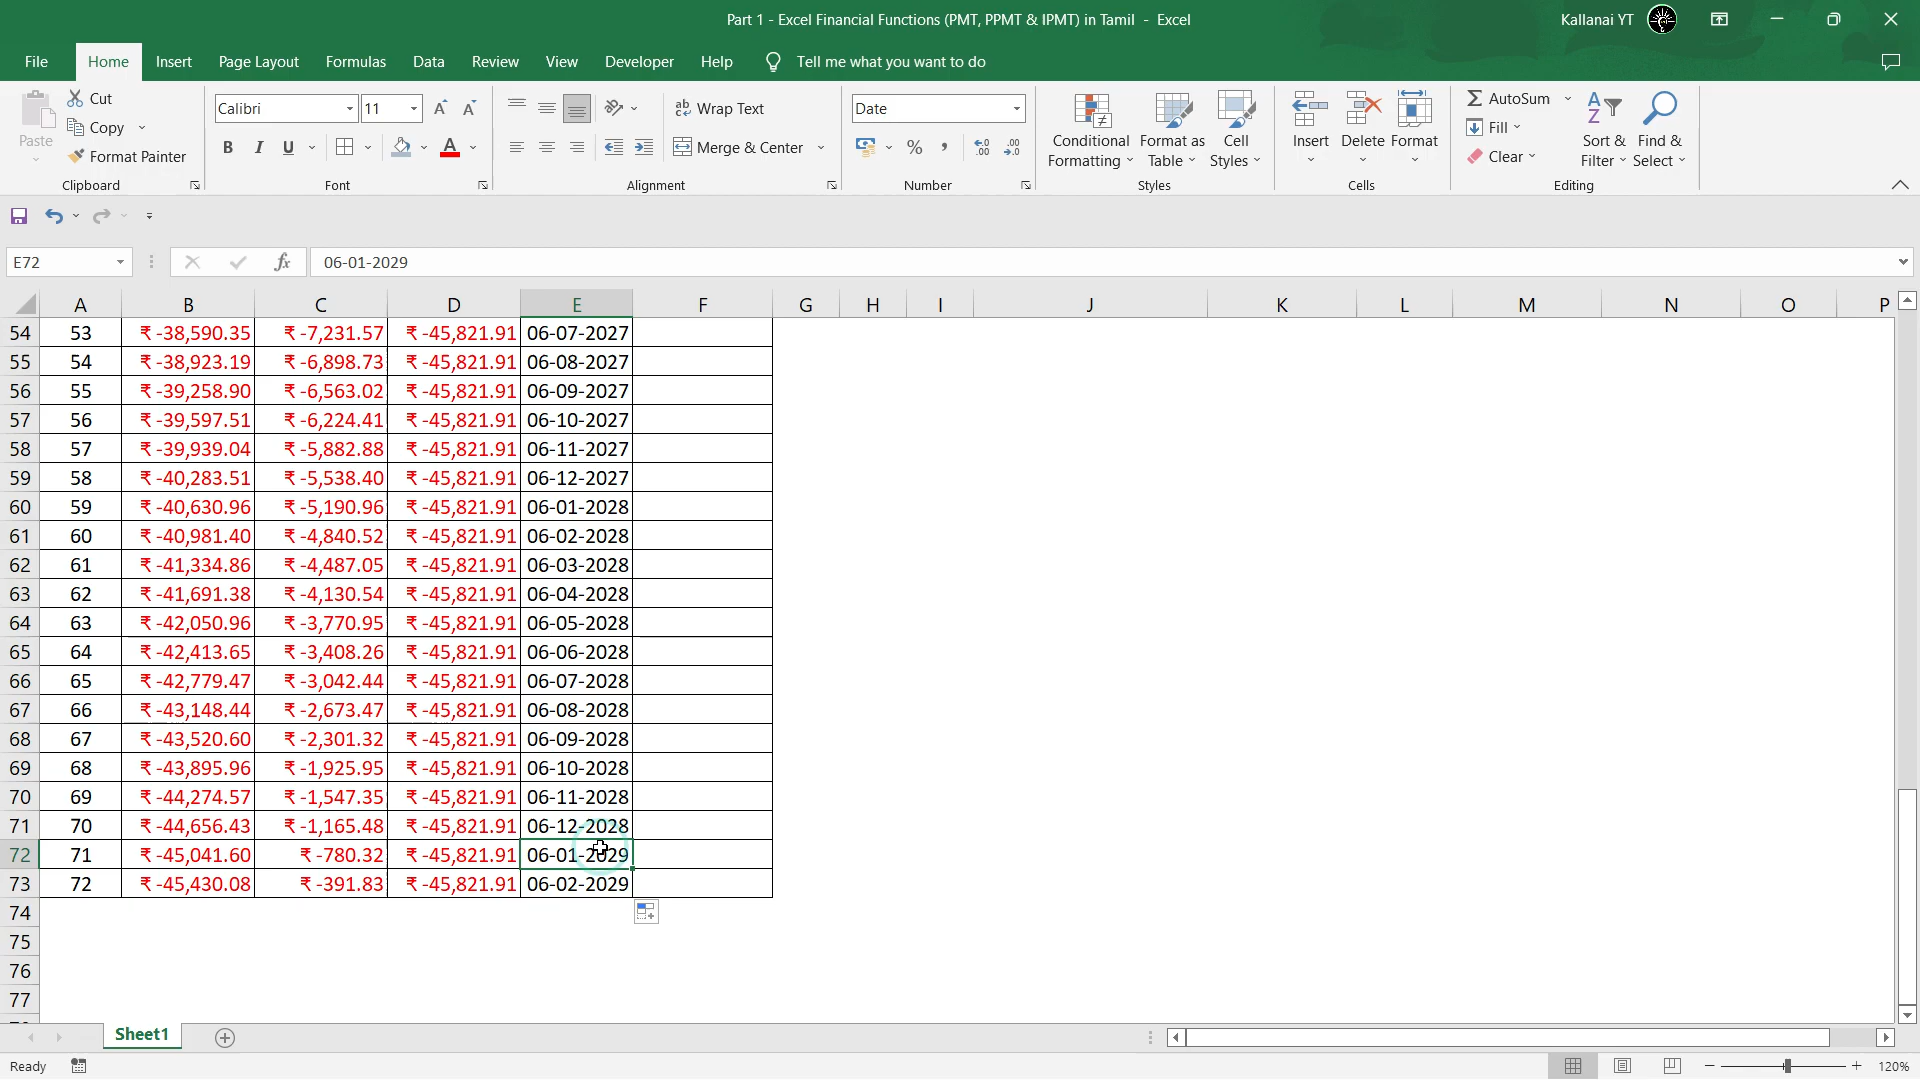 Part 1 - Excel Financial Functions (PMT, PPMT & IPMT) in Tamil - Excel
Kallanai YT
File Home Insert Page Layout Formulas Data Review View Developer Help Tell me what you want to do
Paste
Cut
Copy
Format Painter
Clipboard
Calibri 11
B I U
Font
Wrap Text
Merge & Center
Alignment
Date
Number
Conditional Formatting
Format as Table
Cell Styles
Styles
Insert Delete Format
Cells
AutoSum
Fill
Clear
Sort & Filter
Find & Select
Editing
E72 fx 06-01-2029
A B C D E F G H I J K L M N O P
54 53 ₹ -38,590.35 ₹ -7,231.57 ₹ -45,821.91 06-07-2027
55 54 ₹ -38,923.19 ₹ -6,898.73 ₹ -45,821.91 06-08-2027
56 55 ₹ -39,258.90 ₹ -6,563.02 ₹ -45,821.91 06-09-2027
57 56 ₹ -39,597.51 ₹ -6,224.41 ₹ -45,821.91 06-10-2027
58 57 ₹ -39,939.04 ₹ -5,882.88 ₹ -45,821.91 06-11-2027
59 58 ₹ -40,283.51 ₹ -5,538.40 ₹ -45,821.91 06-12-2027
60 59 ₹ -40,630.96 ₹ -5,190.96 ₹ -45,821.91 06-01-2028
61 60 ₹ -40,981.40 ₹ -4,840.52 ₹ -45,821.91 06-02-2028
62 61 ₹ -41,334.86 ₹ -4,487.05 ₹ -45,821.91 06-03-2028
63 62 ₹ -41,691.38 ₹ -4,130.54 ₹ -45,821.91 06-04-2028
64 63 ₹ -42,050.96 ₹ -3,770.95 ₹ -45,821.91 06-05-2028
65 64 ₹ -42,413.65 ₹ -3,408.26 ₹ -45,821.91 06-06-2028
66 65 ₹ -42,779.47 ₹ -3,042.44 ₹ -45,821.91 06-07-2028
67 66 ₹ -43,148.44 ₹ -2,673.47 ₹ -45,821.91 06-08-2028
68 67 ₹ -43,520.60 ₹ -2,301.32 ₹ -45,821.91 06-09-2028
69 68 ₹ -43,895.96 ₹ -1,925.95 ₹ -45,821.91 06-10-2028
70 69 ₹ -44,274.57 ₹ -1,547.35 ₹ -45,821.91 06-11-2028
71 70 ₹ -44,656.43 ₹ -1,165.48 ₹ -45,821.91 06-12-2028
72 71 ₹ -45,041.60 ₹ -780.32 ₹ -45,821.91 06-01-2029
73 72 ₹ -45,430.08 ₹ -391.83 ₹ -45,821.91 06-02-2029
74
75
76
77
Sheet1
Ready
120%